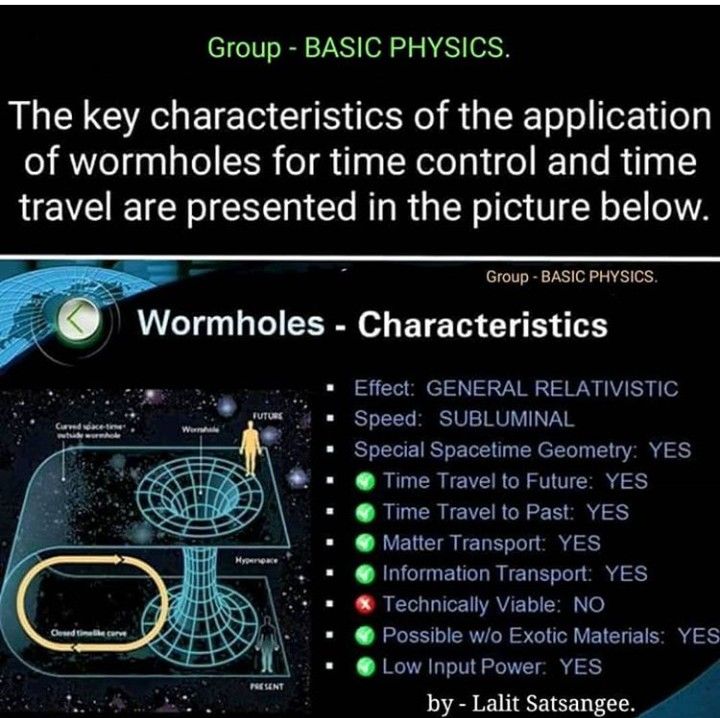 Group - BASIC PHYSICS.
The key characteristics of the application
of wormholes for time control and time
travel are presented in the picture below.
Group - BASIC PHYSICS.
Wormholes - Characteristics
Effect: GENERAL RELATIVISTIC
Speed: SUBLUMINAL
Special Spacetime Geometry: YES
Time Travel to Future: YES
Time Travel to Past: YES
Matter Transport: YES
Information Transport: YES
Technically Viable: NO
Possible w/o Exotic Materials: YES
Low Input Power: YES
Curved space-time
outside wormhole
Wormhole
FUTURE
Hyperspace
Closed timelike curve
PRESENT
by - Lalit Satsangee.